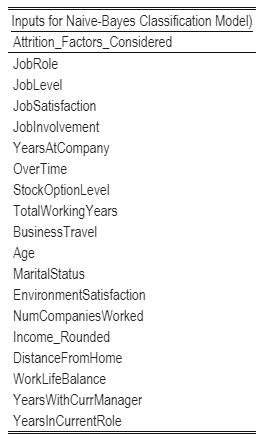 Inputs for Naive-Bayes Classification Model)
Attrition_Factors_Considered
JobRole
JobLevel
JobSatisfaction
JobInvolvement
YearsAtCompany
OverTime
StockOptionLevel
TotalWorkingYears
BusinessTravel
Age
MaritalStatus
EnvironmentSatisfaction
NumCompaniesWorked
Income_Rounded
DistanceFromHome
WorkLifeBalance
YearsWithCurrManager
YearsInCurrentRole